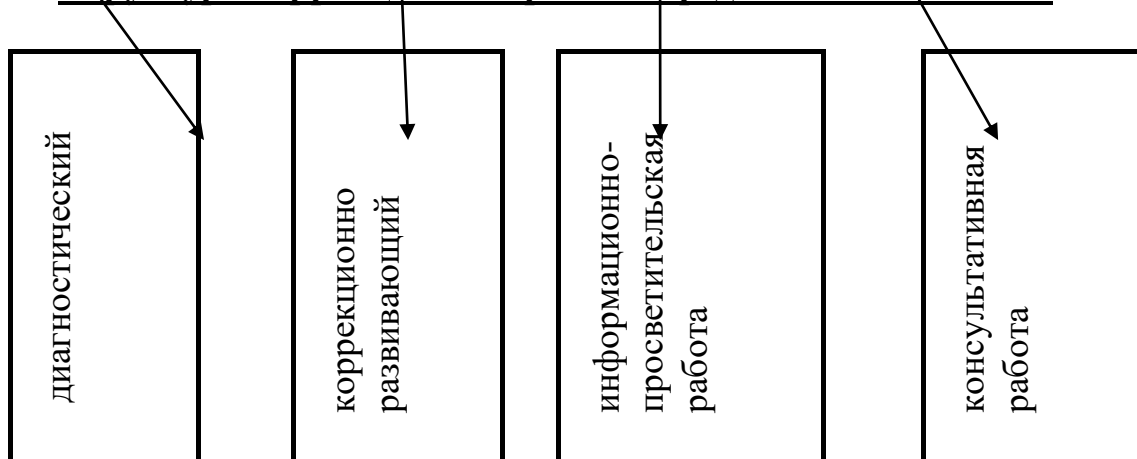 диагностический
коррекционно
развивающий
информационно-
просветительская
работа
консультативная
работа